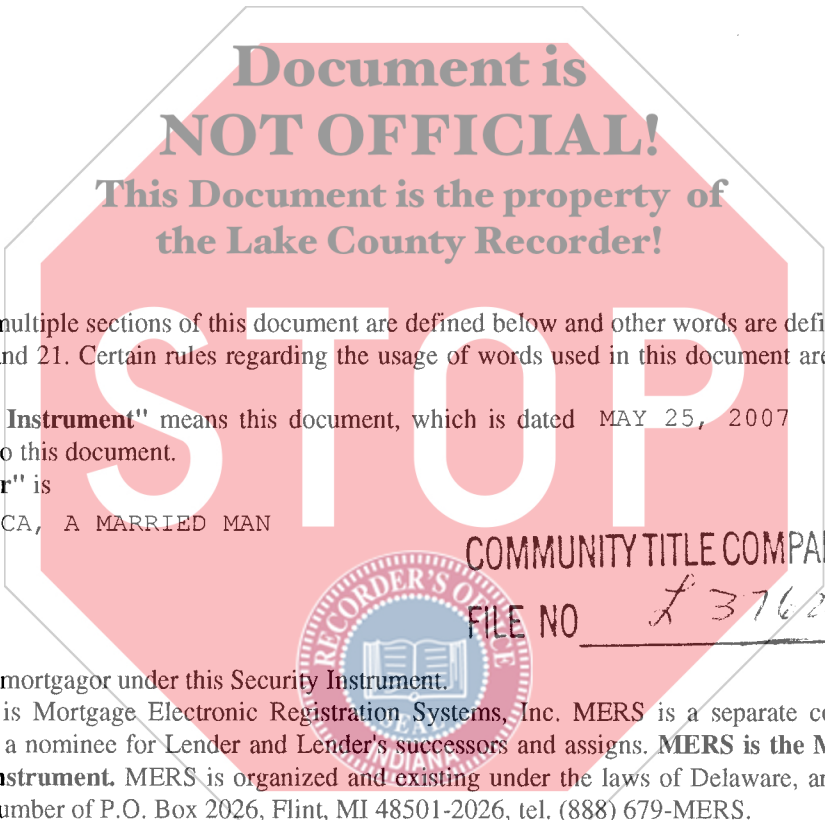 Document is
NOT OFFICIAL!
This Document is the property of
the Lake County Recorder!
STOP
multiple sections of this document are defined below and other words are defi
nd 21. Certain rules regarding the usage of words used in this document are
Instrument" means this document, which is dated MAY 25, 2007
o this document.
r" is
CA, A MARRIED MAN
COMMUNITY TITLE COMPA
FILE NO
RECORDER'S OFFICE
SEAL
INDIANA
mortgagor under this Security Instrument.
is Mortgage Electronic Registration Systems, Inc. MERS is a separate co
a nominee for Lender and Lender's successors and assigns. MERS is the M
nstrument. MERS is organized and existing under the laws of Delaware, an
umber of P.O. Box 2026, Flint, MI 48501-2026, tel. (888) 679-MERS.